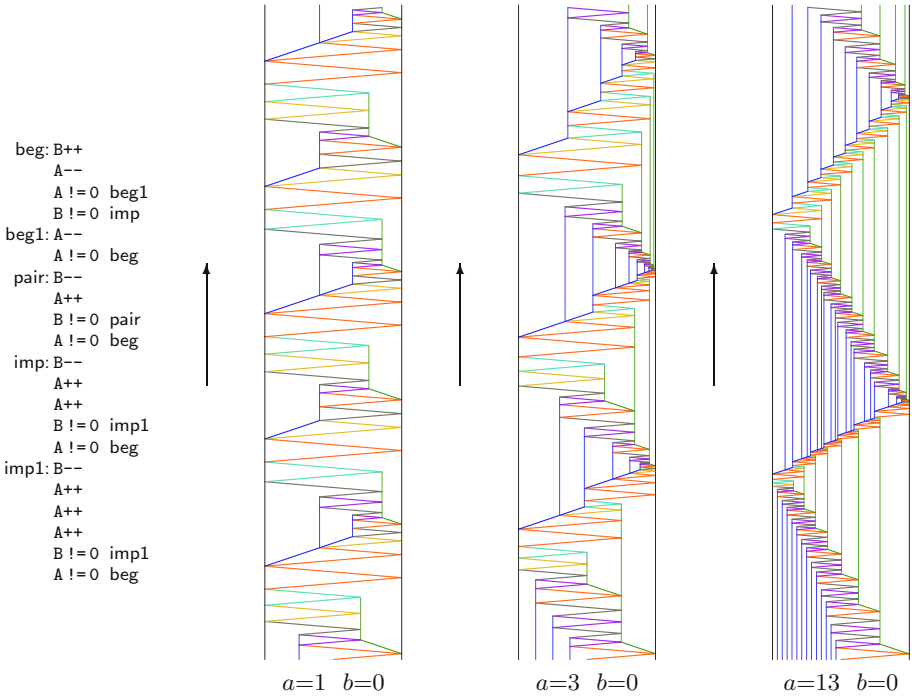 beg: B++
A--
A!=0 beg1
B!=0 imp
beg1: A--
A!=0 beg
pair: B--
A++
B!=0 pair
A!=0 beg
imp: B--
A++
A++
B!=0 imp1
A!=0 beg
imp1: B--
A++
A++
A++
B!=0 imp1
A!=0 beg
a=1 b=0
a=3 b=0
a=13 b=0